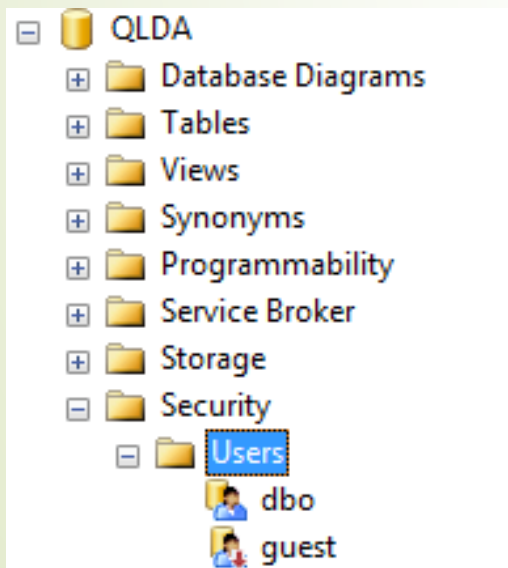 QLDA
Database Diagrams
Tables
Views
Synonyms
Programmability
Service Broker
Storage
Security
Users
dbo
guest